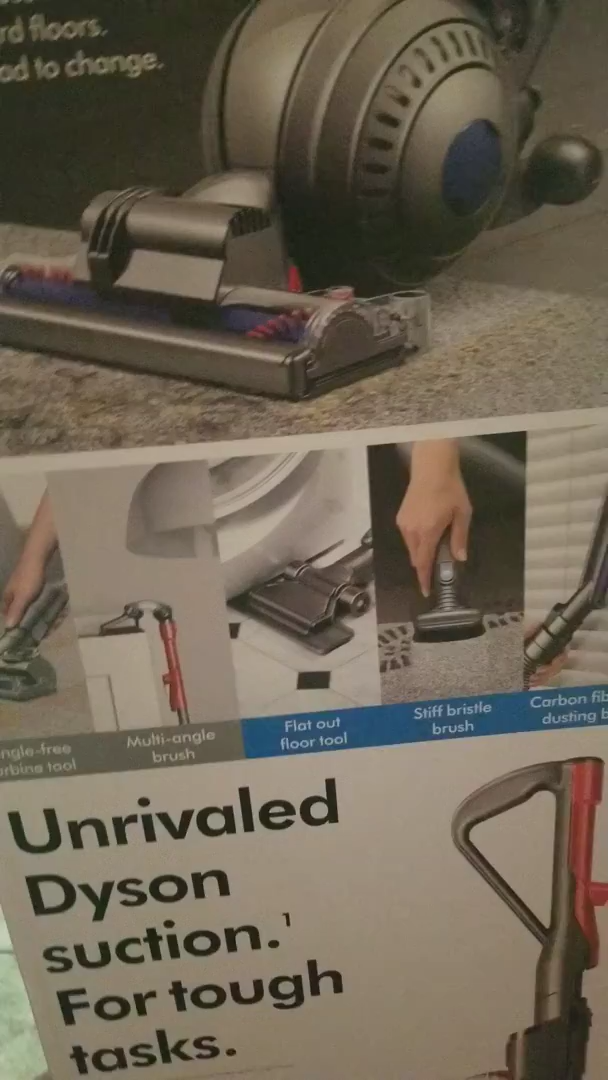 rd floors.
ad to change.
ngle-free
rbine tool
Multi-angle
brush
Flat out
floor tool
Stiff bristle
brush
Carbon fib
dusting b
Unrivaled
Dyson
suction.¹
For tough
tasks.